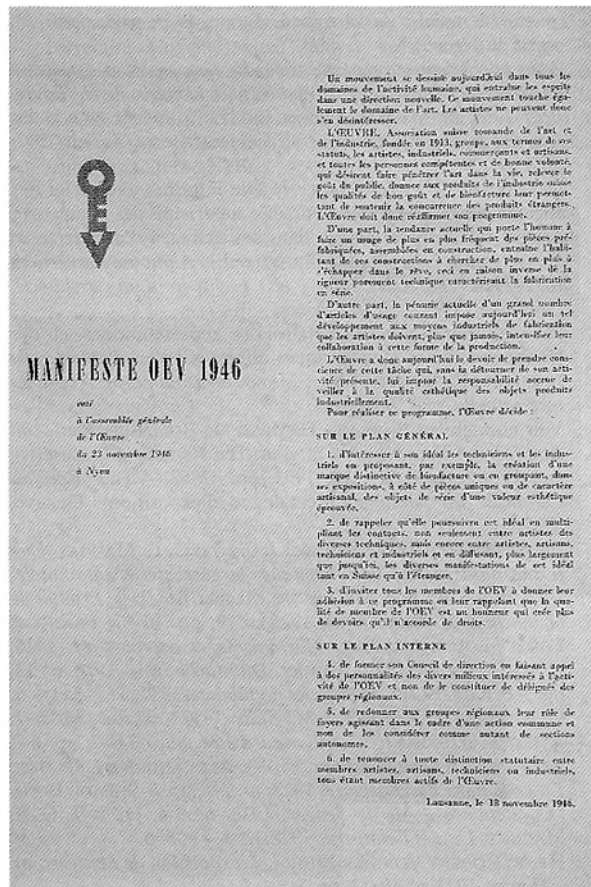 OEV
MANIFESTE OEV 1946
voté
à l'assemblée générale
de l'Œuvre
du 23 novembre 1946
à Nyon
Un mouvement se dessine aujourd'hui dans tous les
domaines de l'activité humaine, qui entraîne les esprits
dans une direction nouvelle. Ce mouvement touche éga-
lement le domaine de l'art. Les artistes ne peuvent donc
s'en désintéresser.
L'ŒUVRE, Association suisse romande de l'art et
de l'industrie, fondée en 1913, groupe, aux termes de ses
statuts, les artistes, industriels, commerçants et artisans,
et toutes les personnes compétentes et de bonne volonté,
qui désirent faire pénétrer l'art dans la vie, relever le
goût du public, donner aux produits de l'industrie suisse
les qualités de bon goût et de bienfacture leur permet-
tant de soutenir la concurrence des produits étrangers.
L'Œuvre doit donc réaffirmer son programme.
D'une part, la tendance actuelle qui porte l'homme à
faire un usage de plus en plus fréquent des pièces pré-
fabriquées, assemblées en construction, entraîne l'habi-
tant de ces constructions à chercher de plus en plus à
s'échapper dans le rêve, ceci en raison inverse de la
rigueur purement technique caractérisant la fabrication
en série.
D'autre part, la pénurie actuelle d'un grand nombre
d'articles d'usage courant impose aujourd'hui un tel
développement aux moyens industriels de fabrication
que les artistes doivent, plus que jamais, intensifier leur
collaboration à cette forme de la production.
L'Œuvre a donc aujourd'hui le devoir de prendre cons-
cience de cette tâche qui, sans la détourner de son acti-
vité présente, lui impose la responsabilité accrue de
veiller à la qualité esthétique des objets produits
industriellement.
Pour réaliser ce programme, l'Œuvre décide :
SUR LE PLAN GÉNÉRAL
1. d'intéresser à son idéal les techniciens et les indus-
triels en proposant, par exemple, la création d'une
marque distinctive de bienfacture ou en groupant, dans
ses expositions, à côté de pièces uniques ou de caractère
artisanal, des objets de série d'une valeur esthétique
éprouvée.
2. de rappeler qu'elle poursuivra cet idéal en multi-
pliant les contacts, non seulement entre artistes des
diverses techniques, mais encore entre artistes, artisans,
techniciens et industriels et en diffusant, plus largement
que jusqu'ici, les diverses manifestations de cet idéal
tant en Suisse qu'à l'étranger.
3. d'inviter tous les membres de l'OEV à donner leur
adhésion à ce programme en leur rappelant que la qua-
lité de membre de l'OEV est un honneur qui crée plus
de devoirs qu'il n'accorde de droits.
SUR LE PLAN INTERNE
4. de former son Conseil de direction en faisant appel
à des personnalités des divers milieux intéressés à l'acti-
vité de l'OEV et non de le constituer de délégués des
groupes régionaux.
5. de redonner aux groupes régionaux leur rôle de
foyers agissant dans le cadre d'une action commune et
non de les considérer comme autant de sections
autonomes.
6. de renoncer à toute distinction statutaire entre
membres artistes, artisans, techniciens ou industriels,
tous étant membres actifs de l'Œuvre.
Lausanne, le 18 novembre 1946.